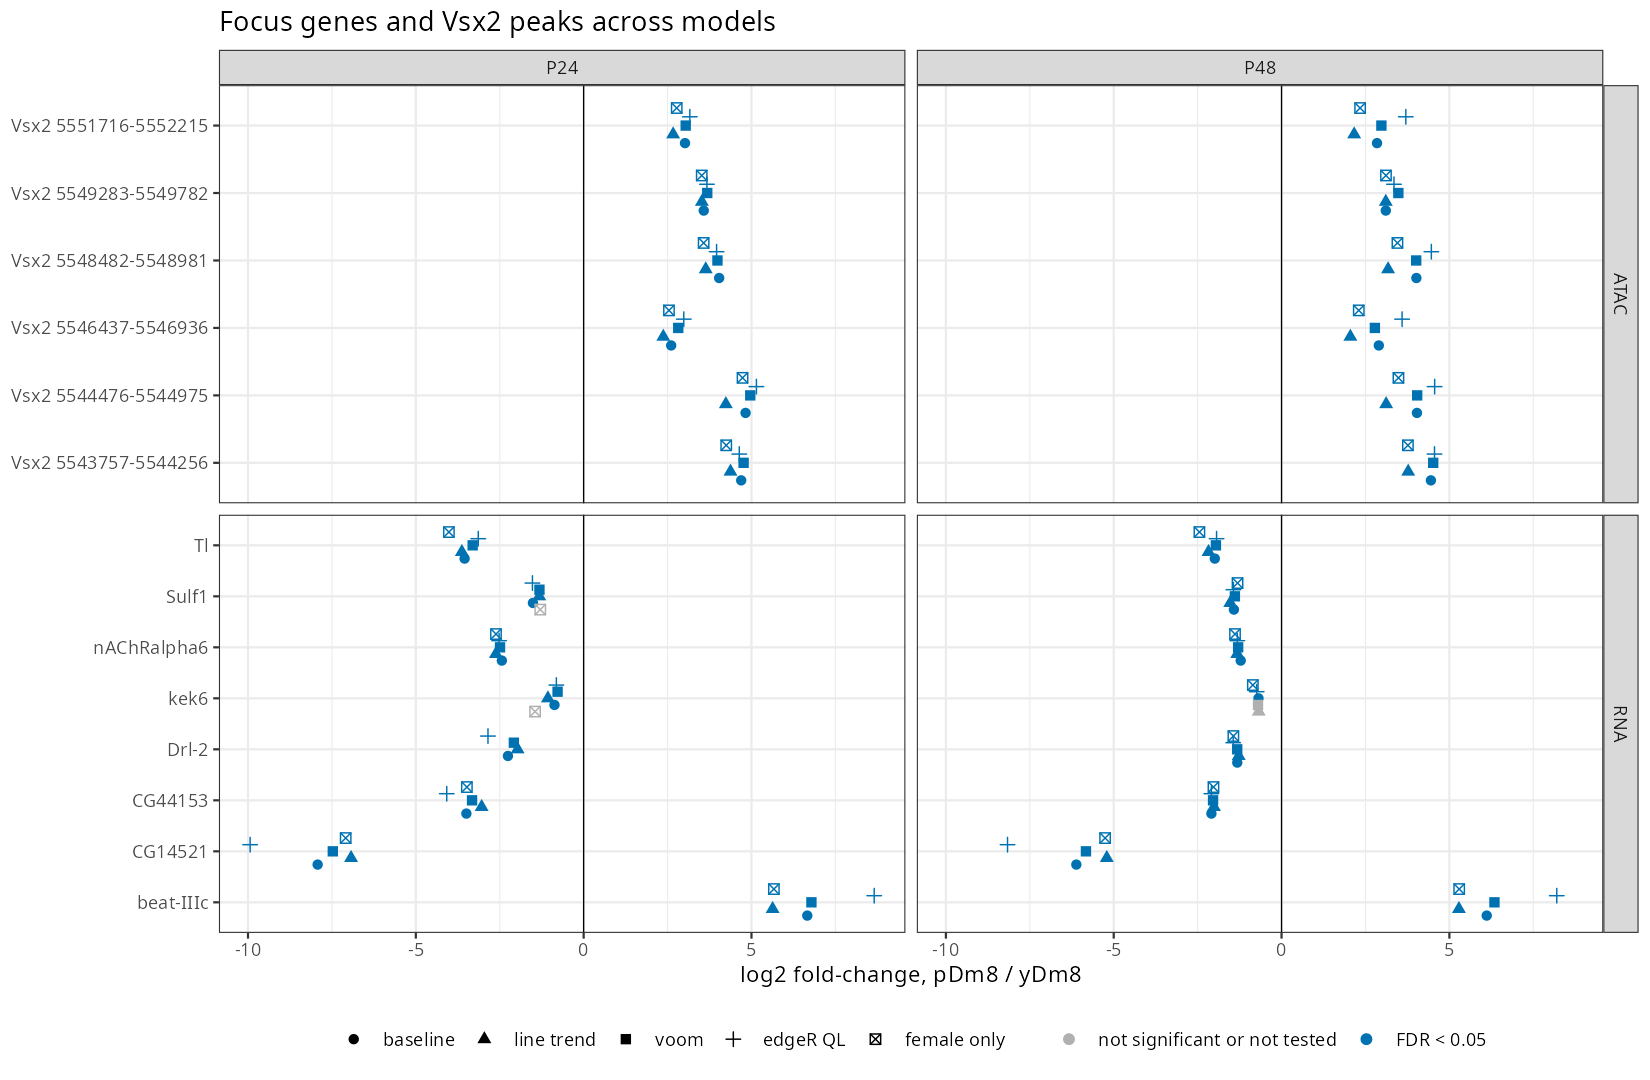 Focus genes and Vsx2 peaks across models
P24
P48
Vsx2 5551716-5552215
Vsx2 5549283-5549782
Vsx2 5548482-5548981
Vsx2 5546437-5546936
Vsx2 5544476-5544975
Vsx2 5543757-5544256
ATAC
Tl
Sulf1
nAChRalpha6
kek6
Drl-2
CG44153
CG14521
beat-IIIc
RNA
-10 -5 0 5
-10 -5 0 5
log2 fold-change, pDm8 / yDm8
baseline line trend voom edgeR QL female only not significant or not tested FDR < 0.05